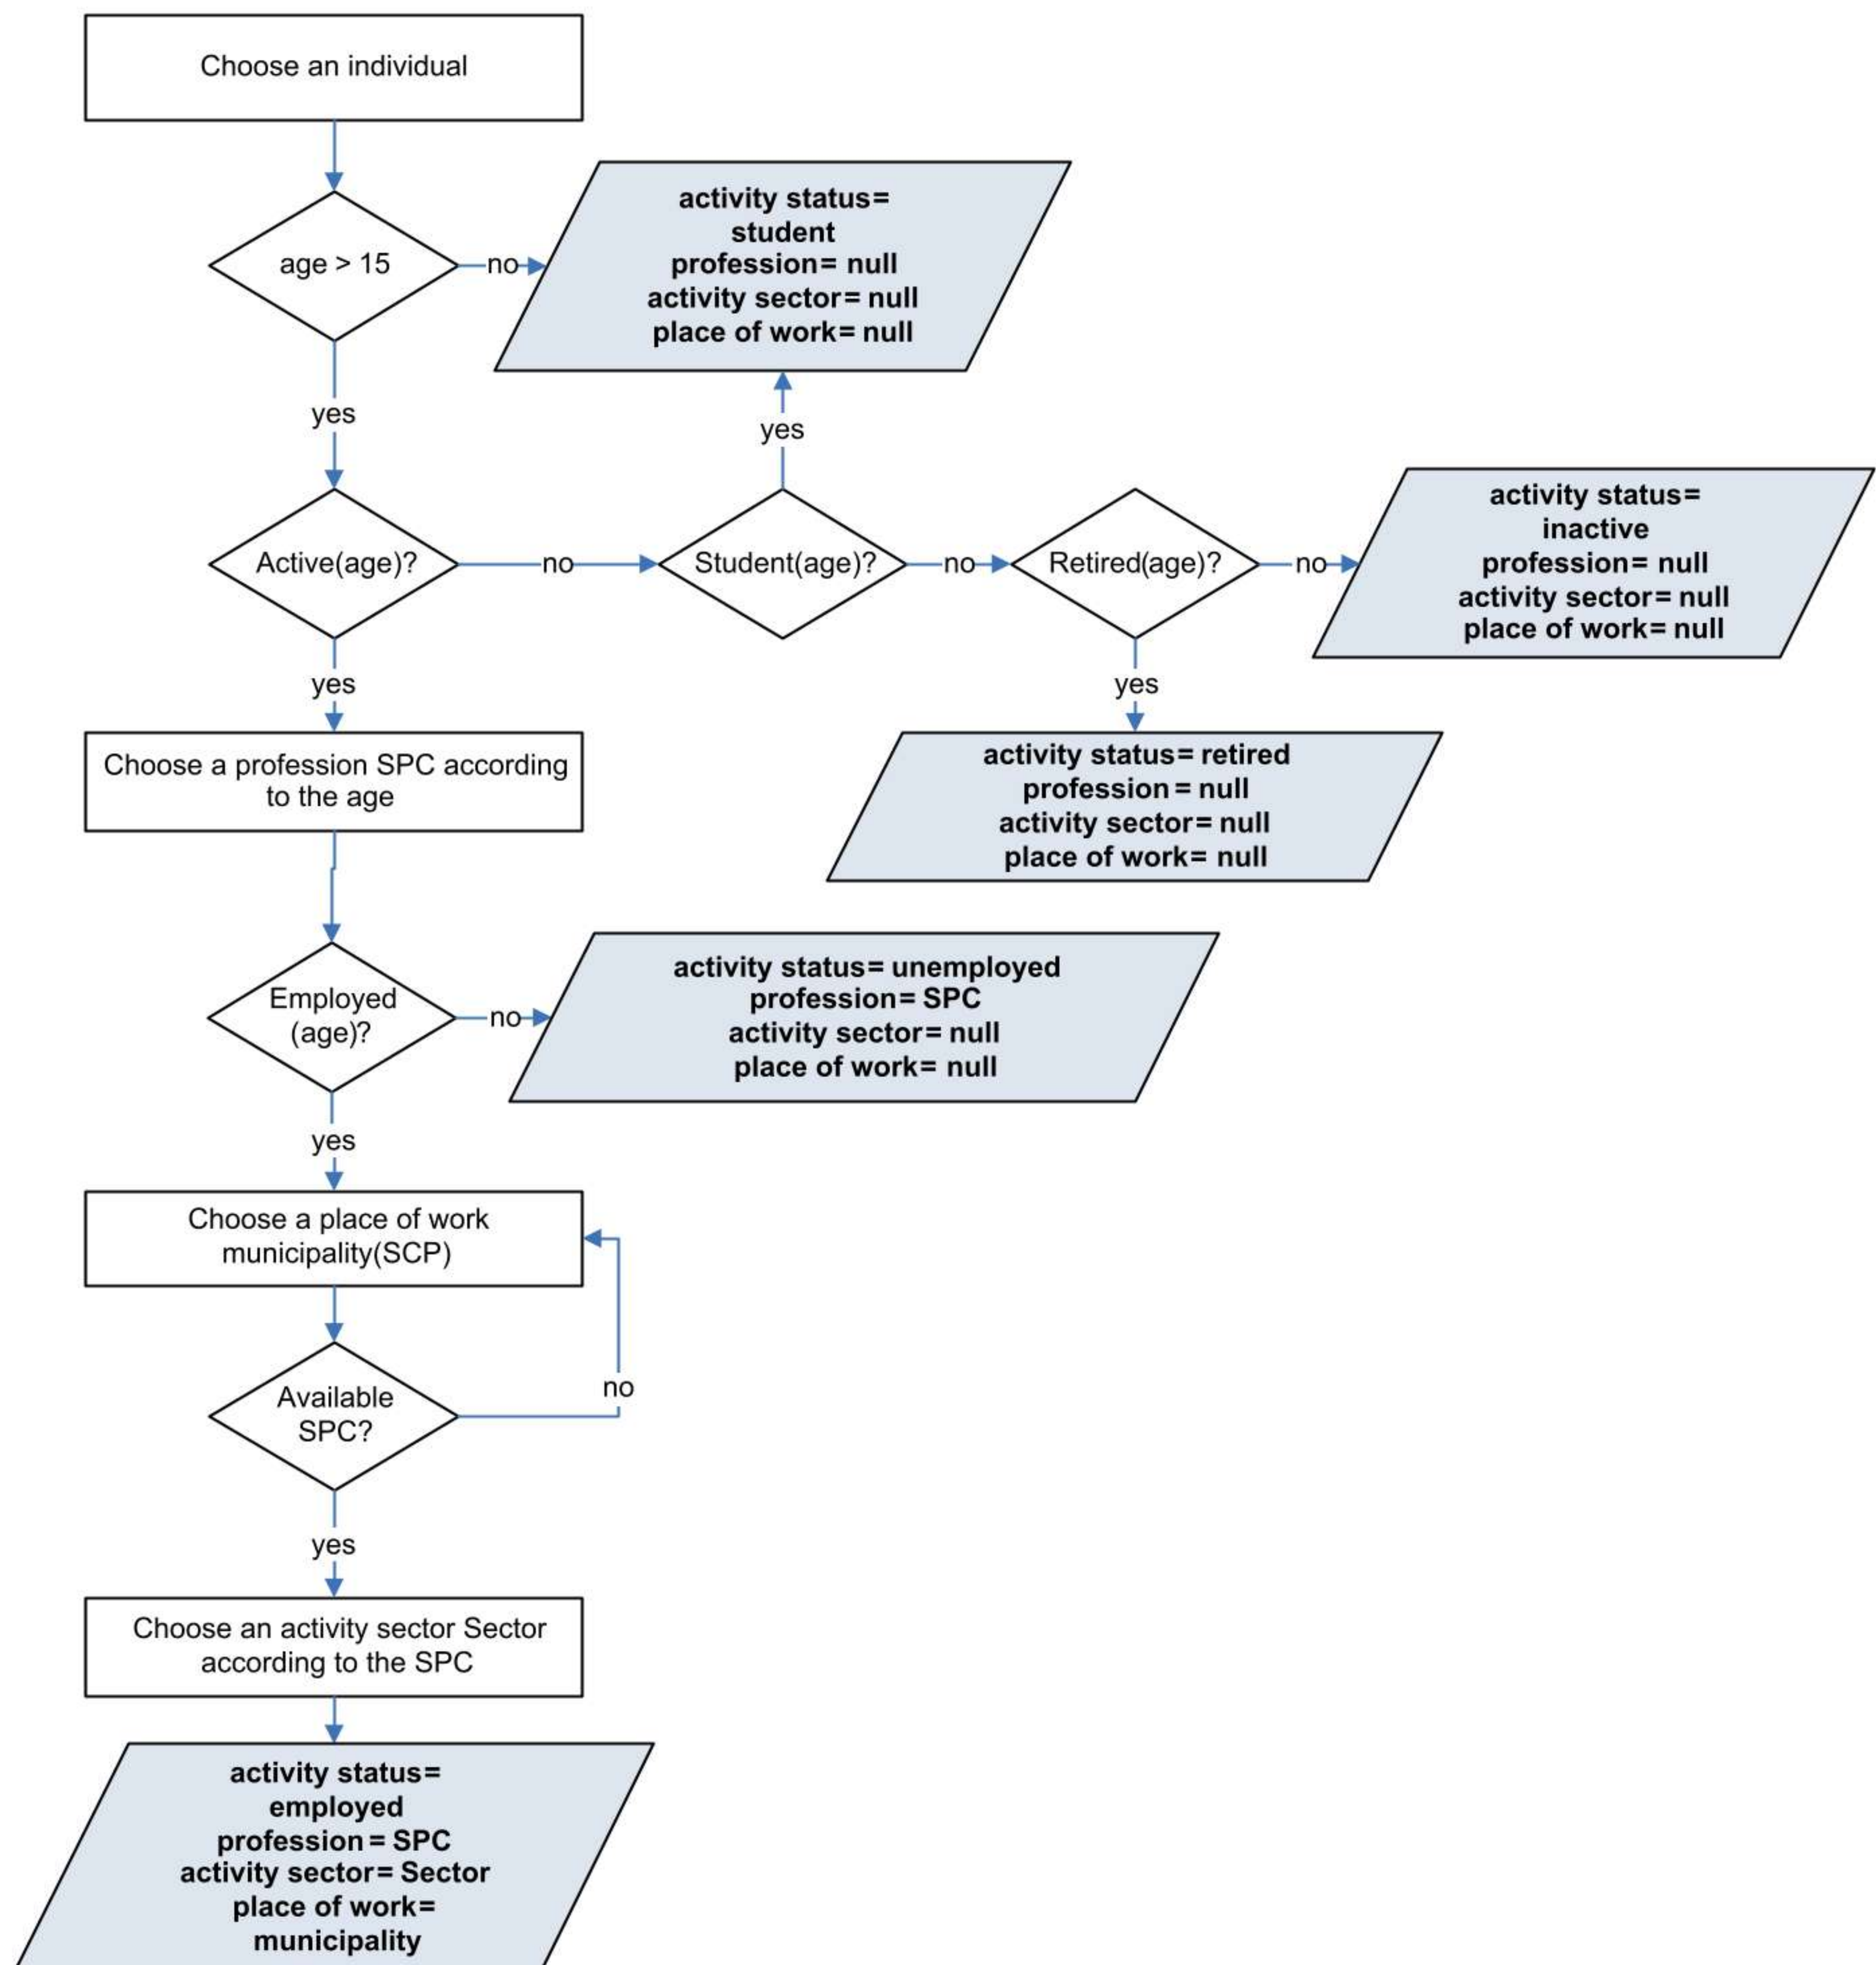 Choose an individual
activity status=
student
profession= null
activity sector= null
place of work= null
age > 15
no
yes
yes
activity status=
inactive
profession= null
activity sector= null
place of work= null
Active(age)?
no
Student(age)?
no
Retired(age)?
no
yes
yes
Choose a profession SPC according
to the age
activity status= retired
profession = null
activity sector= null
place of work= null
Employed
(age)?
no
activity status= unemployed
profession= SPC
activity sector= null
place of work= null
yes
Choose a place of work
municipality(SCP)
no
Available
SPC?
yes
Choose an activity sector Sector
according to the SPC
activity status=
employed
profession = SPC
activity sector= Sector
place of work=
municipality